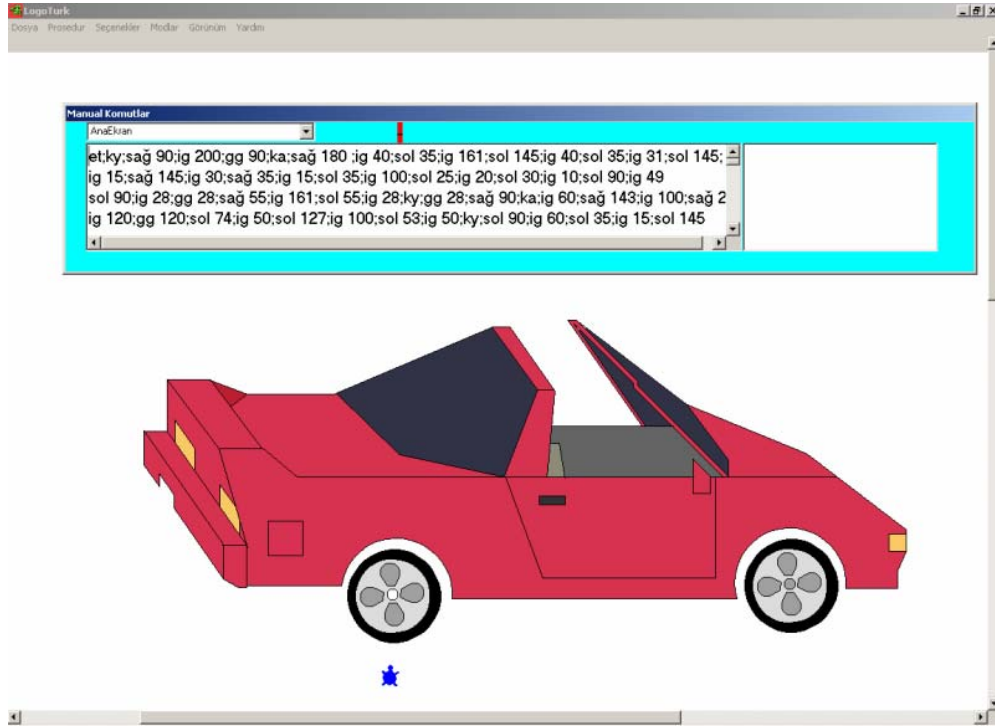 LogoTurk
Dosya Prosedur Seçenekler Modlar Görünüm Yardım
Manual Komutlar
AnaEkran
et;ky;sağ 90;ig 200;gg 90;ka;sağ 180 ;ig 40;sol 35;ig 161;sol 145;ig 40;sol 35;ig 31;sol 145;
ig 15;sağ 145;ig 30;sağ 35;ig 15;sol 35;ig 100;sol 25;ig 20;sol 30;ig 10;sol 90;ig 49
sol 90;ig 28;gg 28;sağ 55;ig 161;sol 55;ig 28;ky;gg 28;sağ 90;ka;ig 60;sağ 143;ig 100;sağ 2
ig 120;gg 120;sol 74;ig 50;sol 127;ig 100;sol 53;ig 50;ky;sol 90;ig 60;sol 35;ig 15;sol 145